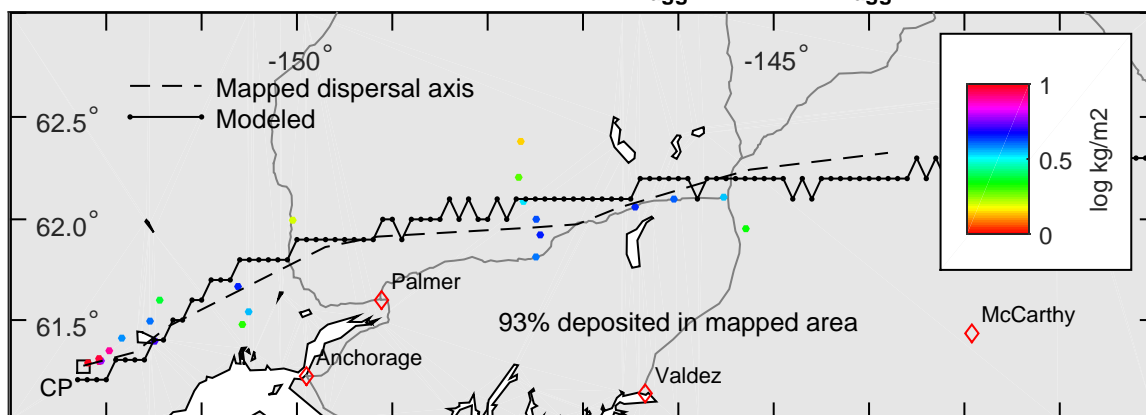 -150°
-145°
Mapped dispersal axis
Modeled
62.5°
62.0°
61.5°
1
0.5
0
log kg/m2
Palmer
McCarthy
93% deposited in mapped area
Anchorage
Valdez
CP